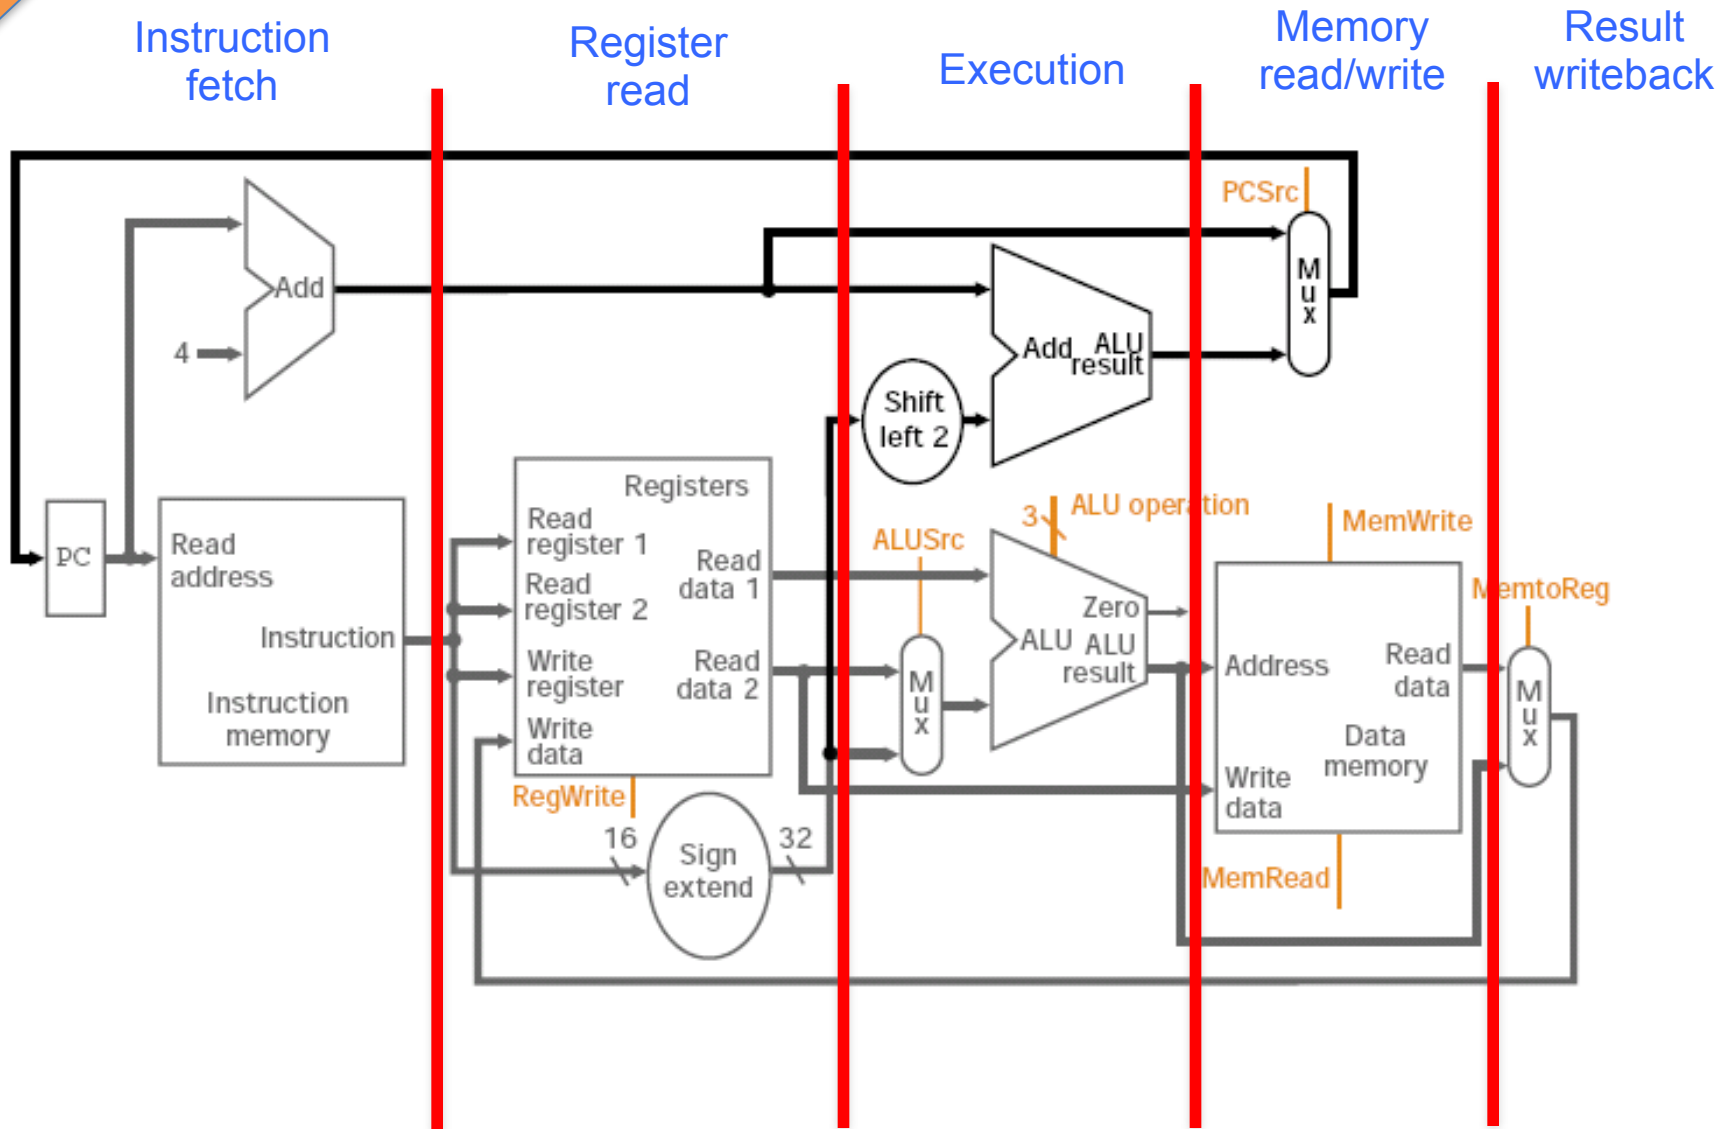 Instruction
fetch
Register
read
Execution
Memory
read/write
Result
writeback
PCSrc
Add
4
M
u
x
Add
ALU
result
Shift
left 2
PC
Read
address
Instruction
Instruction
memory
Registers
Read
register 1
Read
register 2
Write
register
Write
data
Read
data 1
Read
data 2
RegWrite
16
Sign
extend
32
ALUSrc
M
u
x
3
ALU operation
Zero
ALU
ALU
result
MemWrite
Address
Read
data
Data
memory
Write
data
MemRead
MemtoReg
M
u
x